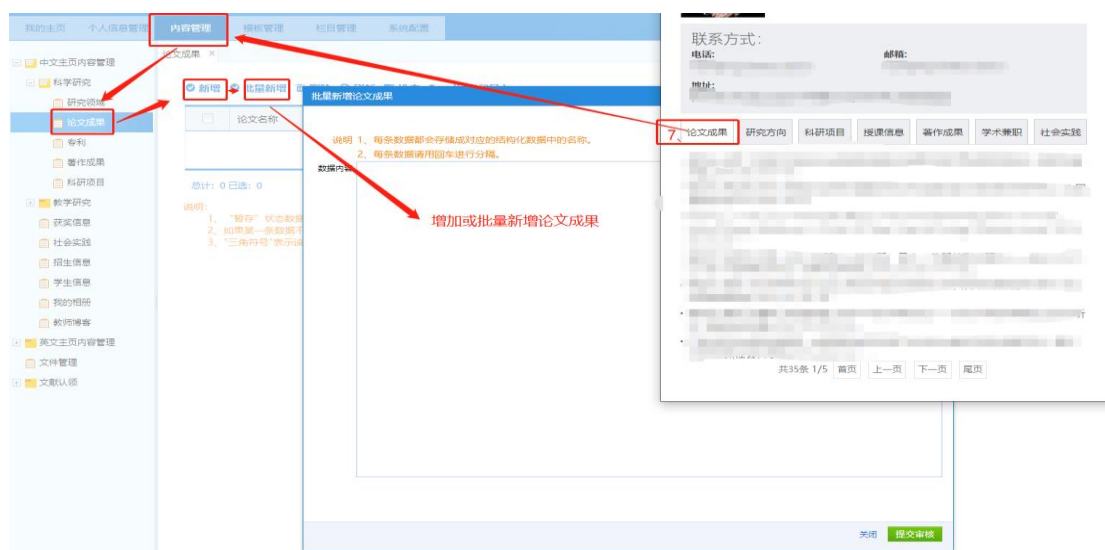 我的主页 个人信息管理 内容管理 模板管理 栏目管理 系统配置
论文成果 ×
中文主页内容管理
科学研究
研究领域
论文成果
专利
著作成果
科研项目
教学研究
获奖信息
社会实践
招生信息
学生信息
我的相册
教师博客
英文主页内容管理
文件管理
文献认领
新增 批量新增
论文名称
总计: 0 已选: 0
说明:
1、 "暂存" 状态数据
2、 如果某一条数据不
3、 "三角符号"表示该
批量新增论文成果
说明 1、每条数据都会存储成对应的结构化数据中的名称。
2、每条数据请用回车进行分隔。
数据内容
增加或批量新增论文成果
关闭 提交审核
联系方式:
电话: 邮箱:
地址:
7、
论文成果 研究方向 科研项目 授课信息 著作成果 学术兼职 社会实践
共35条 1/5 首页 上一页 下一页 尾页